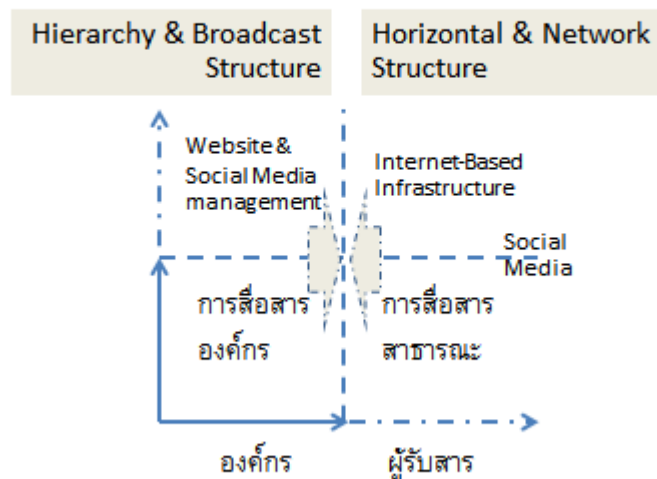 Hierarchy & Broadcast
Structure
Horizontal & Network
Structure
Website &
Social Media
management
Internet-Based
Infrastructure
Social
Media
การสื่อสาร
องค์กร
การสื่อสาร
สาธารณะ
องค์กร
ผู้รับสาร